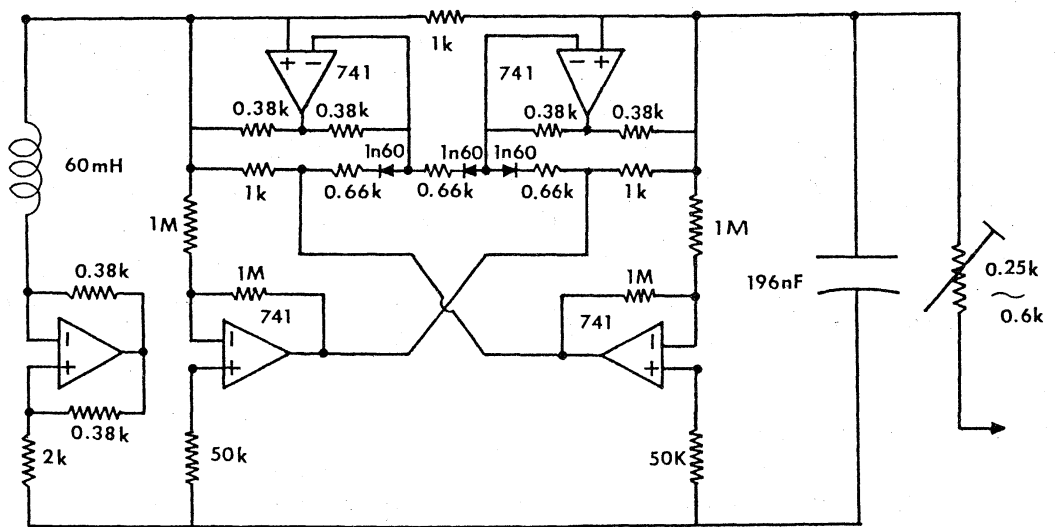 1k
+ −
741
741
− +
0.38k
0.38k
0.38k
0.38k
1n60
1n60
1n60
60mH
1k
0.66k
0.66k
0.66k
1k
1M
1M
0.38k
1M
1M
196nF
0.25k
~
0.6k
741
741
−
+
−
+
−
+
0.38k
2k
50k
50K